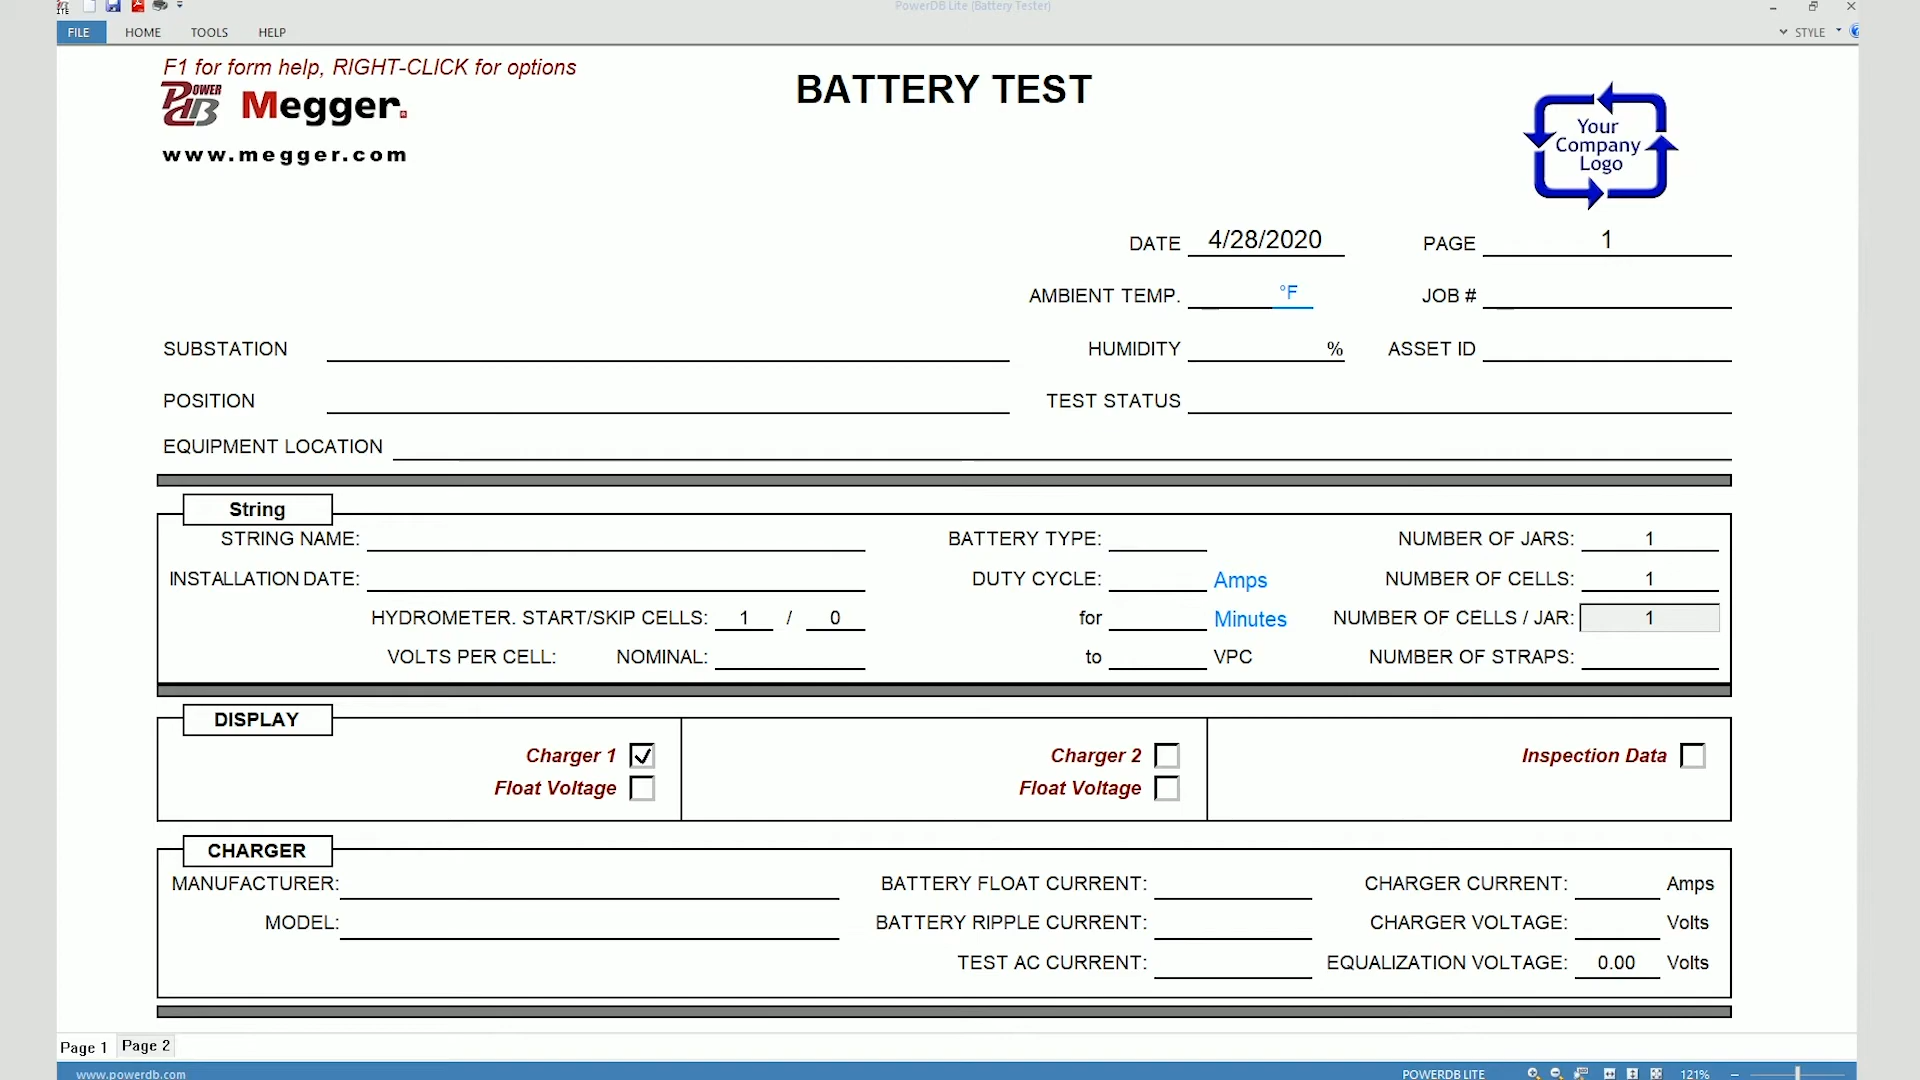 PowerDB Lite (Battery Tester)
FILE HOME TOOLS HELP STYLE
F1 for form help, RIGHT-CLICK for options
POWER DB Megger.
www.megger.com
BATTERY TEST
Your
Company
Logo
DATE 4/28/2020 PAGE 1
AMBIENT TEMP. °F JOB #
SUBSTATION HUMIDITY % ASSET ID
POSITION TEST STATUS
EQUIPMENT LOCATION
String
STRING NAME: BATTERY TYPE: NUMBER OF JARS: 1
INSTALLATION DATE: DUTY CYCLE: Amps NUMBER OF CELLS: 1
HYDROMETER. START/SKIP CELLS: 1 / 0 for Minutes NUMBER OF CELLS / JAR: 1
VOLTS PER CELL: NOMINAL: to VPC NUMBER OF STRAPS:
DISPLAY
Charger 1 Charger 2 Inspection Data
Float Voltage Float Voltage
CHARGER
MANUFACTURER: BATTERY FLOAT CURRENT: CHARGER CURRENT: Amps
MODEL: BATTERY RIPPLE CURRENT: CHARGER VOLTAGE: Volts
TEST AC CURRENT: EQUALIZATION VOLTAGE: 0.00 Volts
Page 1 Page 2
www.powerdb.com POWERDB LITE 121%